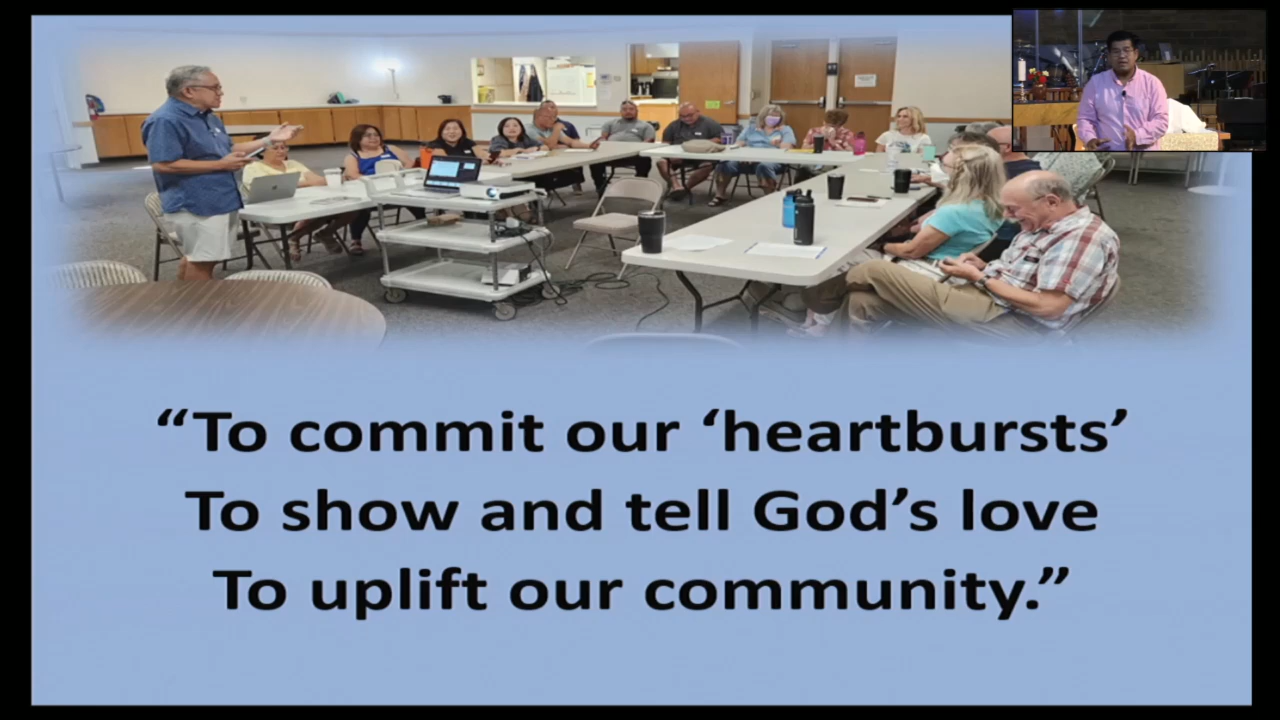 “To commit our ‘heartbursts’
To show and tell God’s love
To uplift our community.”